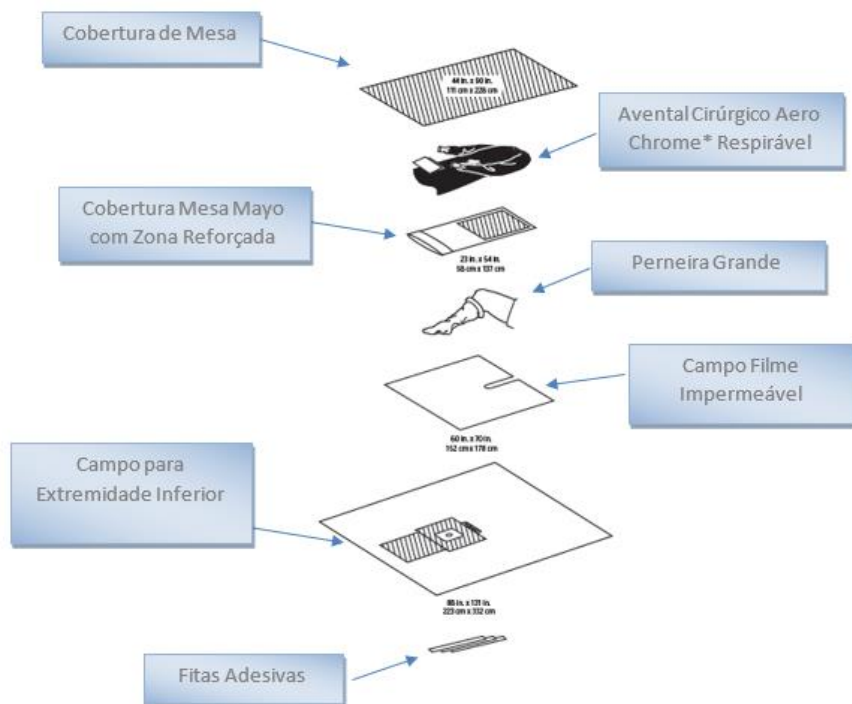 Cobertura de Mesa
44 in. x 90 in.
111 cm x 228 cm
Avental Cirúrgico Aero
Chrome* Respirável
Cobertura Mesa Mayo
com Zona Reforçada
23 in. x 54 in.
58 cm x 137 cm
Perneira Grande
Campo Filme
Impermeável
60 in. x 70 in.
152 cm x 178 cm
Campo para
Extremidade Inferior
88 in. x 131 in.
223 cm x 332 cm
Fitas Adesivas